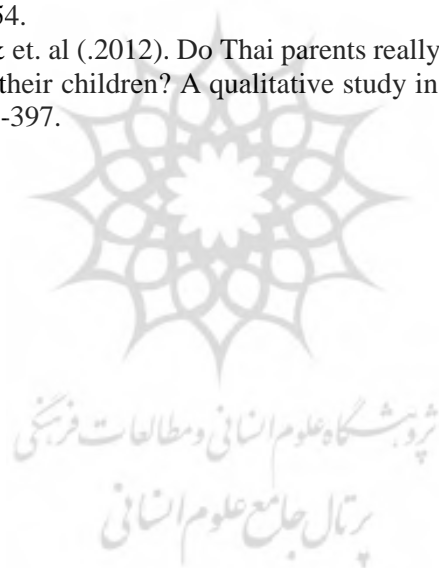 54.
et. al (.2012). Do Thai parents really
their children? A qualitative study in
-397.
پژوهشگاه علوم انسانی و مطالعات فرهنگی
پرتال جامع علوم انسانی